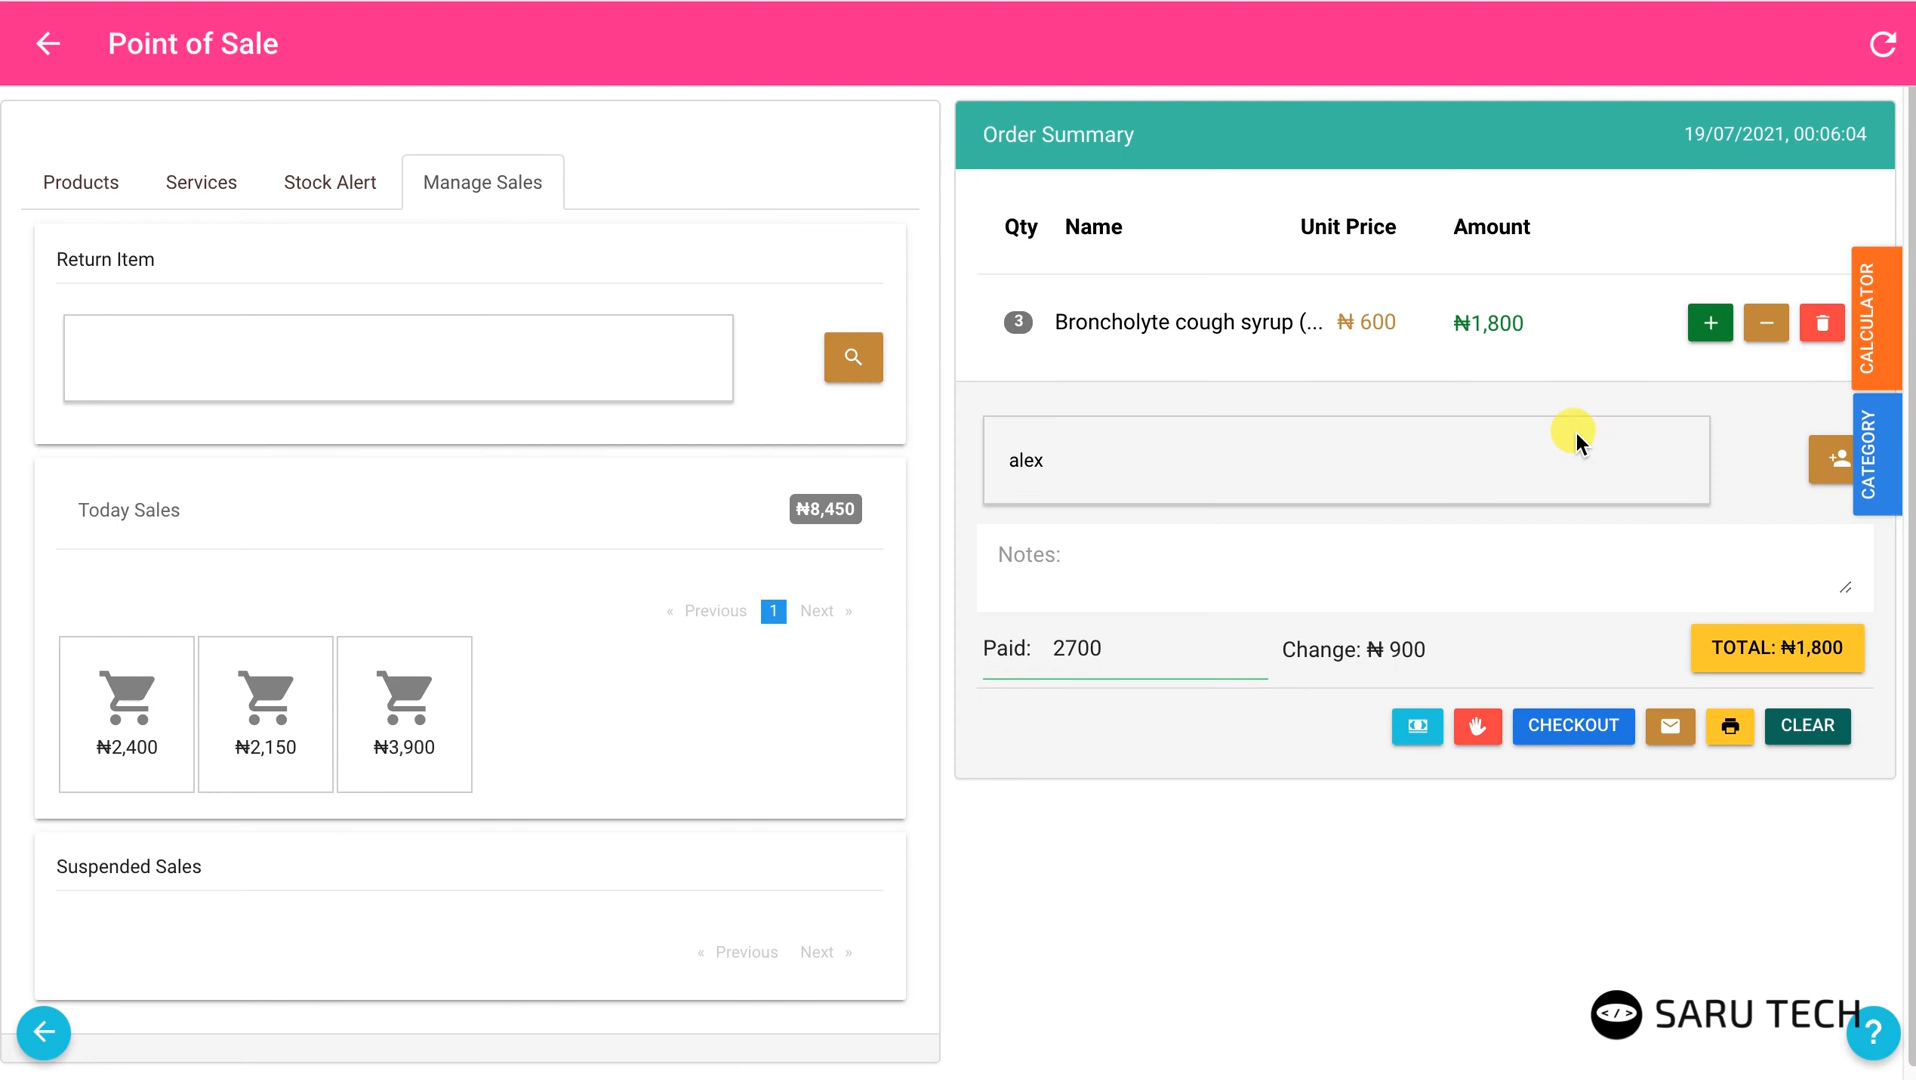 Point of Sale
Products Services Stock Alert Manage Sales
Return Item
Today Sales ₦8,450
« Previous 1 Next »
₦2,400 ₦2,150 ₦3,900
Suspended Sales
« Previous Next »
Order Summary 19/07/2021, 00:06:04
Qty Name Unit Price Amount
3 Broncholyte cough syrup (... ₦ 600 ₦1,800
CALCULATOR
alex
CATEGORY
Notes:
Paid: 2700 Change: ₦ 900 TOTAL: ₦1,800
CHECKOUT CLEAR
</> SARU TECH
?